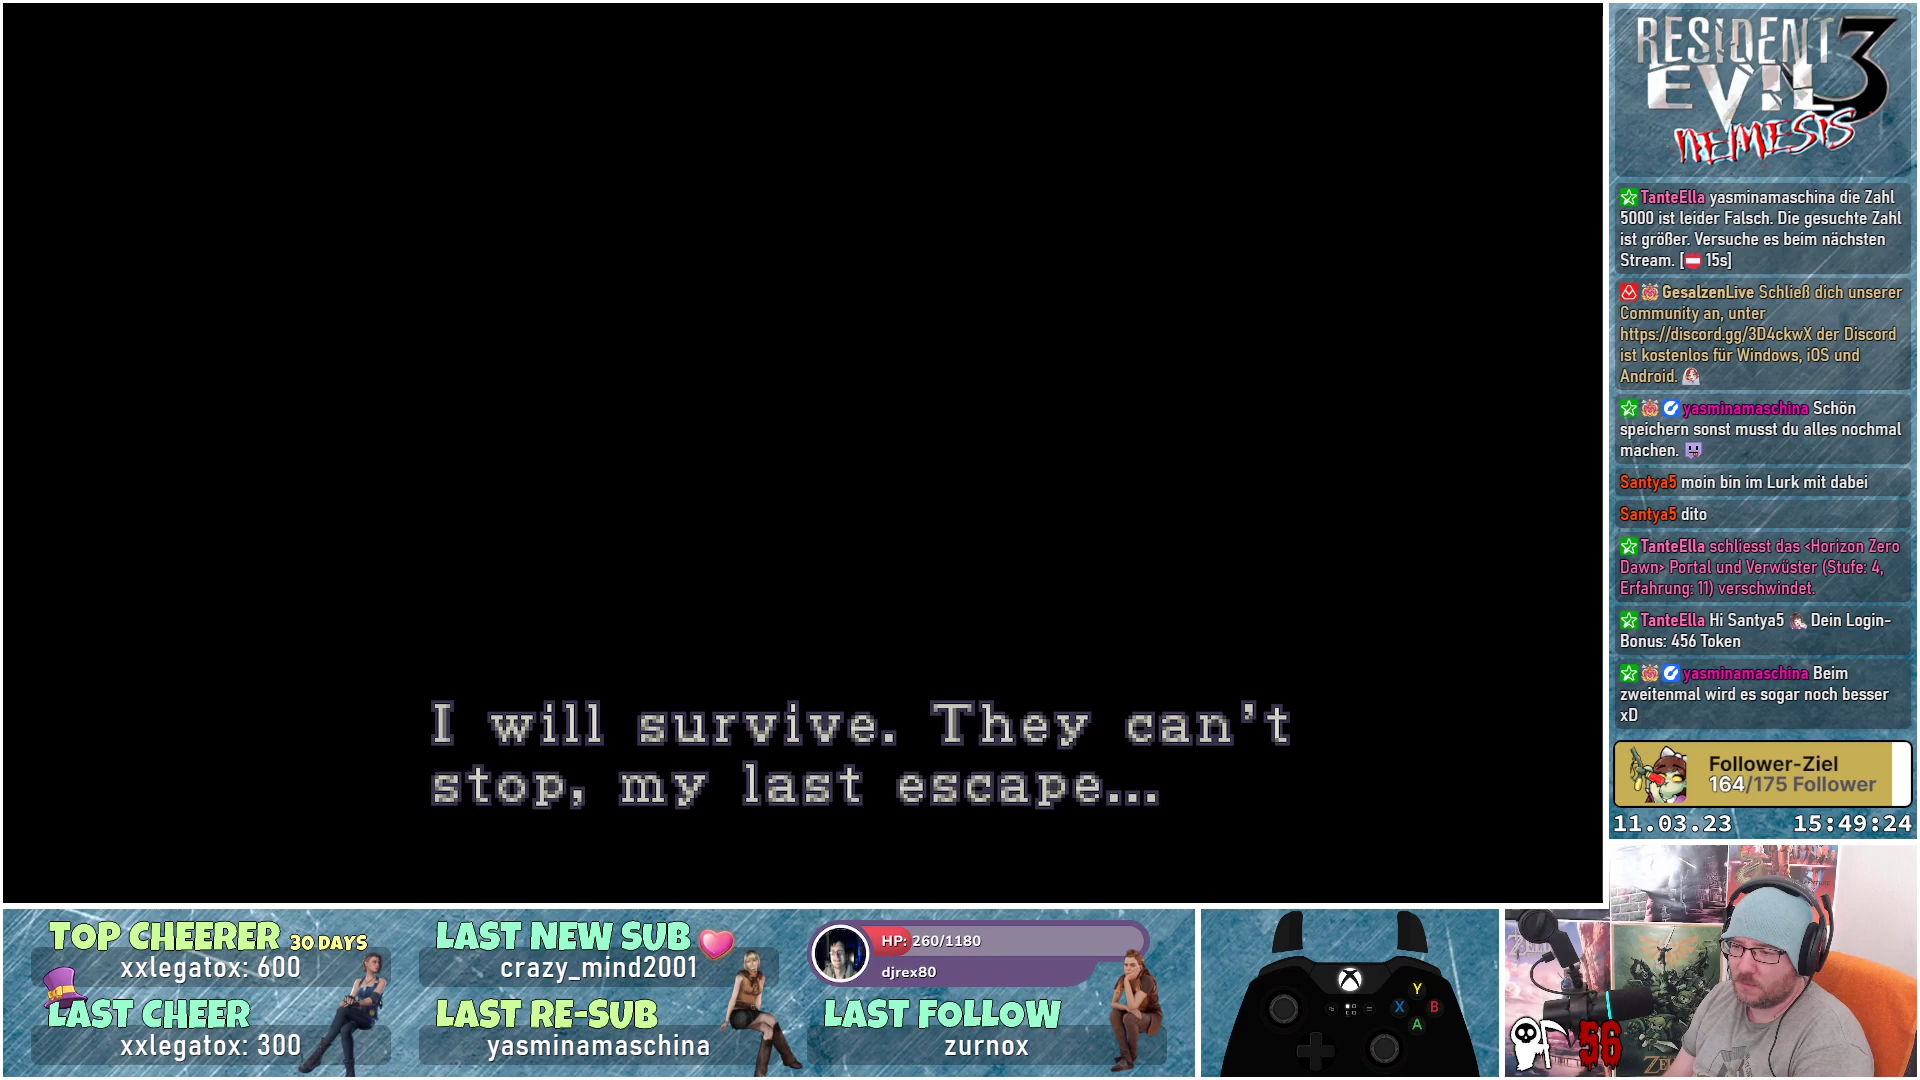 I will survive. They can't
stop, my last escape...
RESIDENT
EVIL 3
NEMESIS
TanteElla yasminamaschina die Zahl
5000 ist leider Falsch. Die gesuchte Zahl
ist größer. Versuche es beim nächsten
Stream. [⛔ 15s]
GesalzenLive Schließ dich unserer
Community an, unter
https://discord.gg/3D4ckwX der Discord
ist kostenlos für Windows, iOS und
Android.
yasminamaschina Schön
speichern sonst musst du alles nochmal
machen.
Santya5 moin bin im Lurk mit dabei
Santya5 dito
TanteElla schliesst das <Horizon Zero
Dawn> Portal und Verwüster (Stufe: 4,
Erfahrung: 11) verschwindet.
TanteElla Hi Santya5 Dein Login-
Bonus: 456 Token
yasminamaschina Beim
zweitenmal wird es sogar noch besser
xD
Follower-Ziel
164/175 Follower
11.03.23 15:49:24
TOP CHEERER 30 DAYS
xxlegatox: 600
LAST CHEER
xxlegatox: 300
LAST NEW SUB
crazy_mind2001
LAST RE-SUB
yasminamaschina
HP: 260/1180
djrex80
LAST FOLLOW
zurnox
Y
X B
A
56